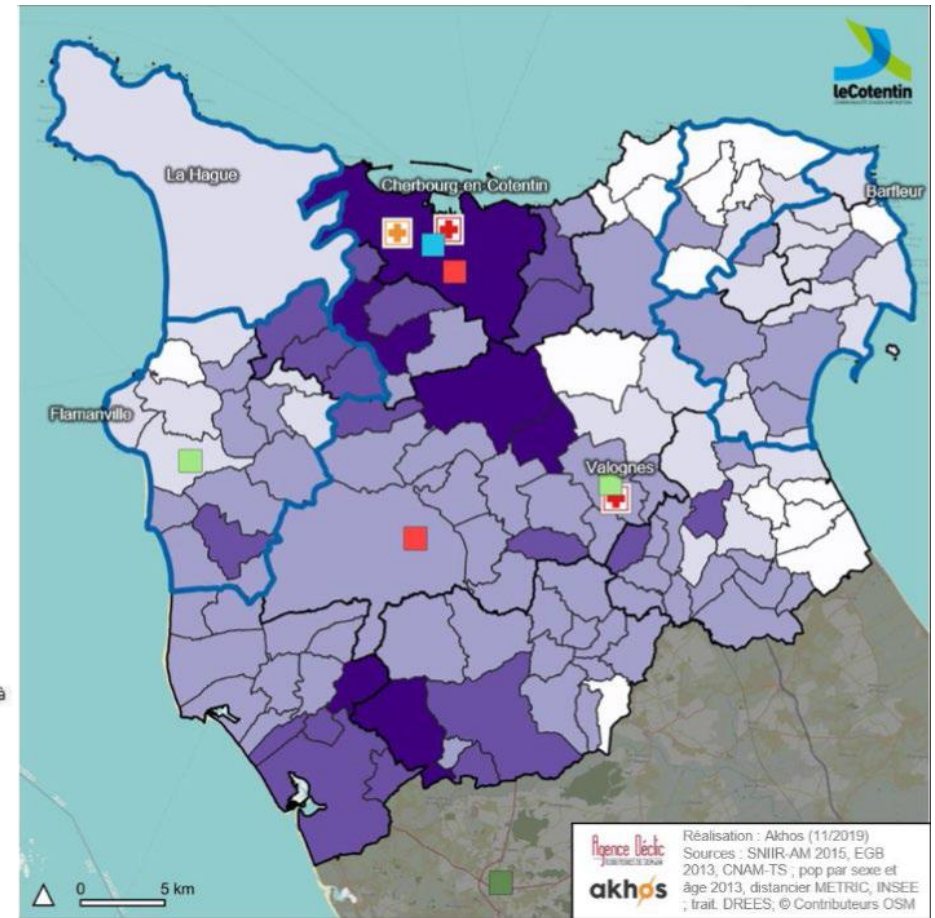 leCotentin
COMMUNAUTÉ D'AGGLOMÉRATION
La Hague
Cherbourg-en-Cotentin
Barfleur
Flamanville
Valognes
à
0 5 km
Agence Déclic
akhos
Réalisation : Akhos (11/2019)
Sources : SNIIR-AM 2015, EGB
2013, CNAM-TS ; pop par sexe et
âge 2013, distancier METRIC, INSEE
; trait. DREES, © Contributeurs OSM